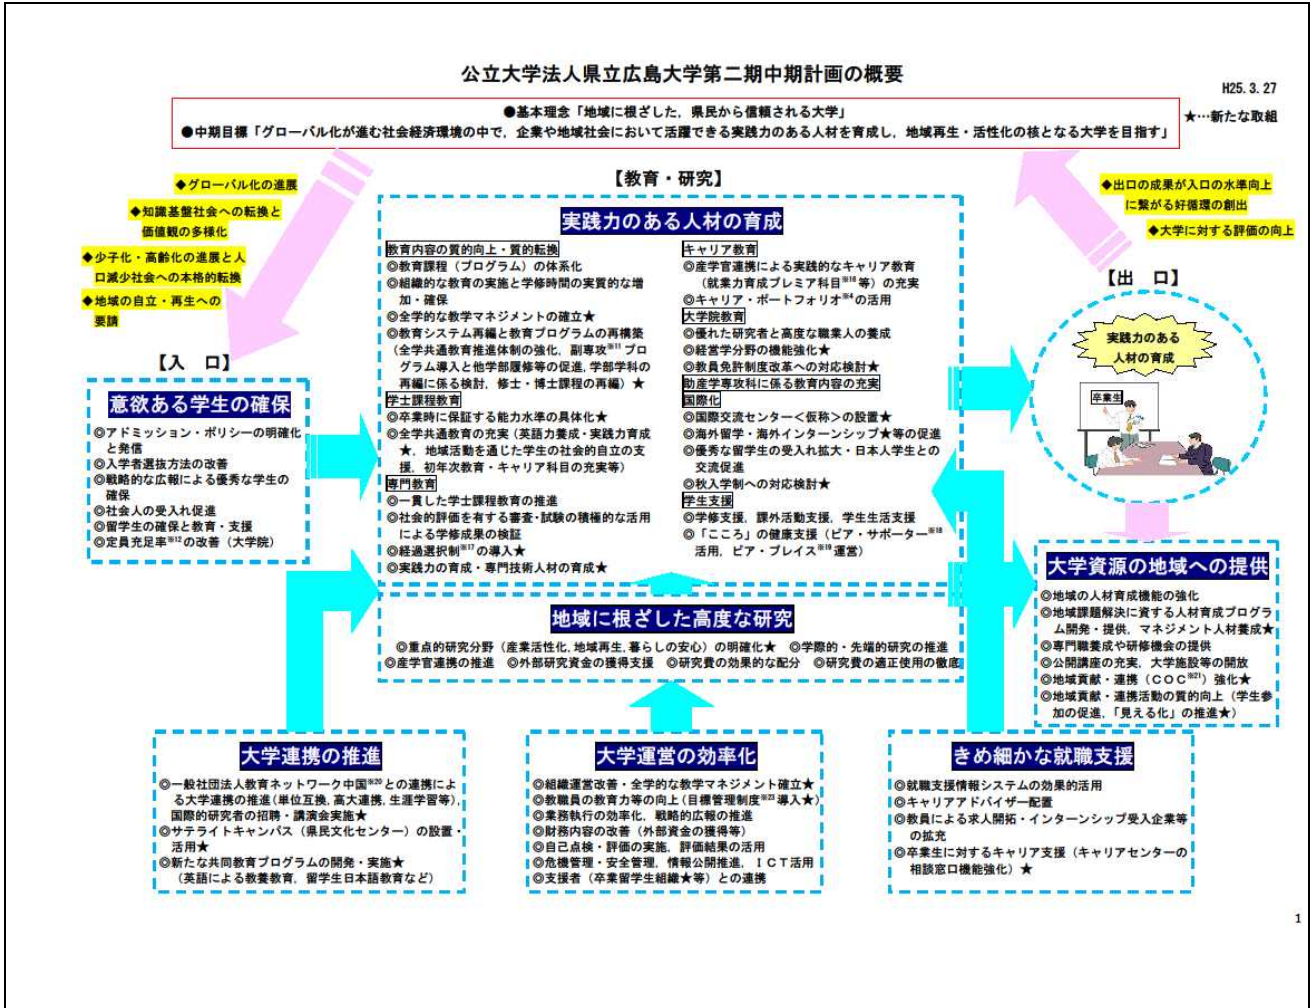 公立大学法人県立広島大学第二期中期計画の概要
H25.3.27
●基本理念「地域に根ざした，県民から信頼される大学」
●中期目標「グローバル化が進む社会経済環境の中で，企業や地域社会において活躍できる実践力のある人材を育成し，地域再生・活性化の核となる大学を目指す」
★…新たな取組
◆グローバル化の進展
◆知識基盤社会への転換と
価値観の多様化
◆少子化・高齢化の進展と人
口減少社会への本格的転換
◆地域の自立・再生への
要請
【入　口】
意欲ある学生の確保
◎アドミッション・ポリシーの明確化
と発信
◎入学者選抜方法の改善
◎戦略的な広報による優秀な学生の
確保
◎社会人の受入れ促進
◎留学生の確保と教育・支援
◎定員充足率※12の改善（大学院）
【教育・研究】
実践力のある人材の育成
教育内容の質的向上・質的転換
◎教育課程（プログラム）の体系化
◎組織的な教育の実施と学修時間の実質的な増
加・確保
◎全学的な教学マネジメントの確立★
◎教育システム再編と教育プログラムの再構築
（全学共通教育推進体制の強化，副専攻※11プロ
グラム導入と他学部履修等の促進，学部学科の
再編に係る検討，修士・博士課程の再編）★
学士課程教育
◎卒業時に保証する能力水準の具体化★
◎全学共通教育の充実（英語力養成・実践力育成
★，地域活動を通じた学生の社会的自立の支
援，初年次教育・キャリア科目の充実等）
専門教育
◎一貫した学士課程教育の推進
◎社会的評価を有する審査・試験の積極的な活用
による学修成果の検証
◎経過選択制※17の導入★
◎実践力の育成・専門技術人材の育成★
キャリア教育
◎産学官連携による実践的なキャリア教育
（就業力育成プレミア科目※18等）の充実
◎キャリア・ポートフォリオ※4の活用
大学院教育
◎優れた研究者と高度な職業人の養成
◎経営学分野の機能強化★
◎教員免許制度改革への対応検討★
助産学専攻科に係る教育内容の充実
国際化
◎国際交流センター＜仮称＞の設置★
◎海外留学・海外インターンシップ★等の促進
◎優秀な留学生の受入れ拡大・日本人学生との
交流促進
◎秋入学制への対応検討★
学生支援
◎学修支援，課外活動支援，学生生活支援
◎「こころ」の健康支援（ピア・サポーター※18
活用，ピア・プレイス※19運営）
地域に根ざした高度な研究
◎重点的研究分野（産業活性化，地域再生，暮らしの安心）の明確化★　◎学際的・先端的研究の推進
◎産学官連携の推進　◎外部研究資金の獲得支援　◎研究費の効果的な配分　◎研究費の適正使用の徹底
◆出口の成果が入口の水準向上
に繋がる好循環の創出
◆大学に対する評価の向上
【出　口】
実践力のある
人材の育成
卒業生
大学資源の地域への提供
◎地域の人材育成機能の強化
◎地域課題解決に資する人材育成プログラ
ム開発・提供，マネジメント人材養成★
◎専門職養成や研修機会の提供
◎公開講座の充実，大学施設等の開放
◎地域貢献・連携（ＣＯＣ※21）強化★
◎地域貢献・連携活動の質的向上（学生参
加の促進，「見える化」の推進★）
大学連携の推進
◎一般社団法人教育ネットワーク中国※20との連携によ
る大学連携の推進（単位互換，高大連携，生涯学習等），
国際的研究者の招聘・講演会実施★
◎サテライトキャンパス（県民文化センター）の設置・
活用★
◎新たな共同教育プログラムの開発・実施★
（英語による教養教育，留学生日本語教育など）
大学運営の効率化
◎組織運営改善・全学的な教学マネジメント確立★
◎教職員の教育力等の向上（目標管理制度※23導入★）
◎業務執行の効率化，戦略的広報の推進
◎財務内容の改善（外部資金の獲得等）
◎自己点検・評価の実施，評価結果の活用
◎危機管理・安全管理，情報公開推進，ＩＣＴ活用
◎支援者（卒業留学生組織★等）との連携
きめ細かな就職支援
◎就職支援情報システムの効果的活用
◎キャリアアドバイザー配置
◎教員による求人開拓・インターンシップ受入企業等
の拡充
◎卒業生に対するキャリア支援（キャリアセンターの
相談窓口機能強化）★
1